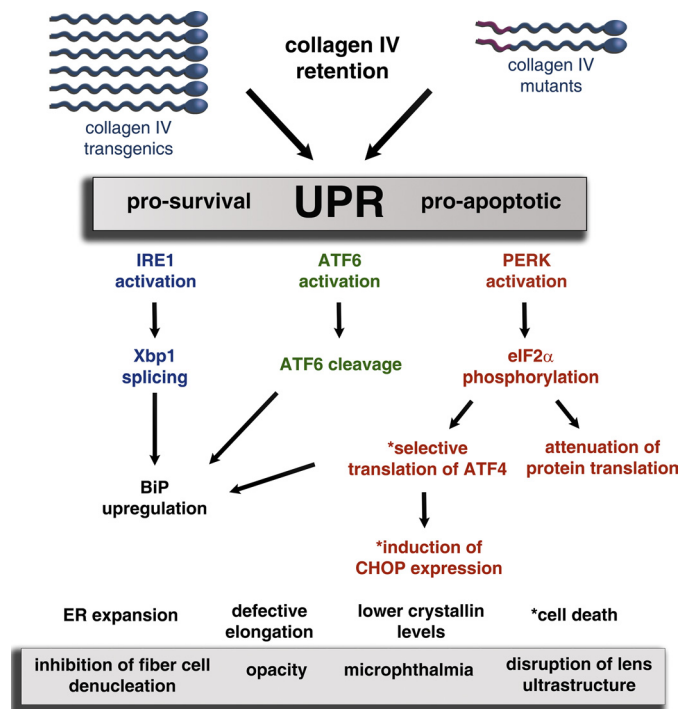 collagen IV
retention
collagen IV
transgenics
collagen IV
mutants
pro-survival UPR pro-apoptotic
IRE1
activation
ATF6
activation
PERK
activation
Xbp1
splicing
ATF6 cleavage
eIF2α
phosphorylation
*selective
translation of ATF4
attenuation of
protein translation
BiP
upregulation
*induction of
CHOP expression
ER expansion
defective
elongation
lower crystallin
levels
*cell death
inhibition of fiber cell
denucleation
opacity
microphthalmia
disruption of lens
ultrastructure